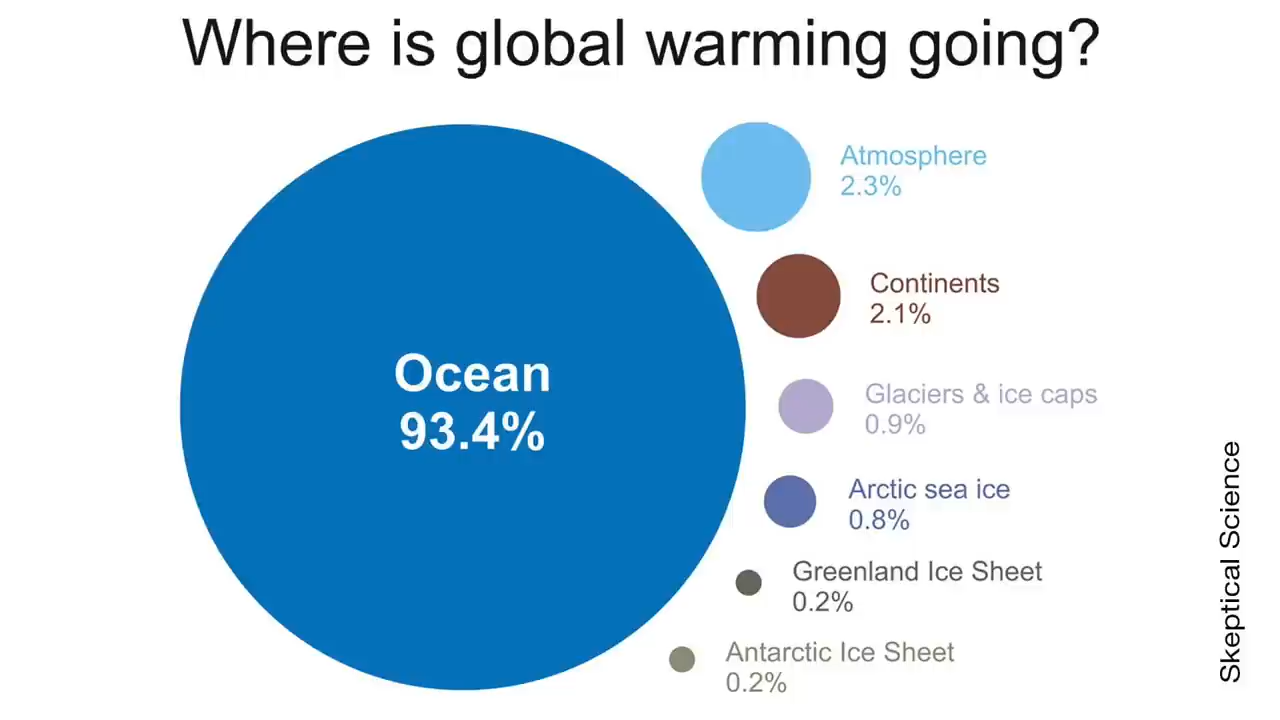 Where is global warming going?
Ocean
93.4%
Atmosphere
2.3%
Continents
2.1%
Glaciers & ice caps
0.9%
Arctic sea ice
0.8%
Greenland Ice Sheet
0.2%
Antarctic Ice Sheet
0.2%
Skeptical Science